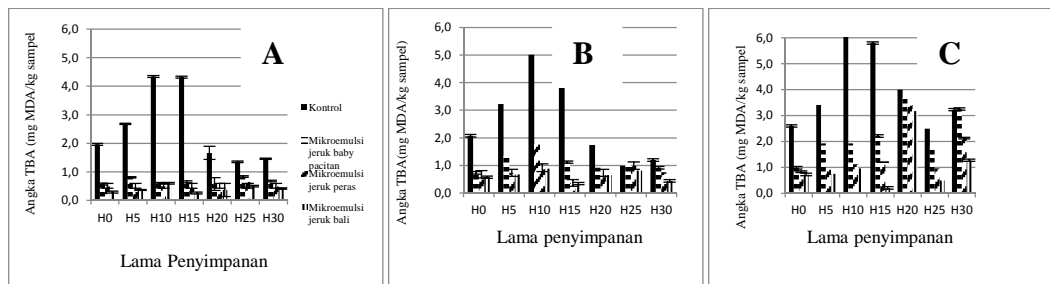 A
Angka TBA (mg MDA/kg sampel
6,0
5,0
4,0
3,0
2,0
1,0
0,0
H0 H5 H10 H15 H20 H25 H30
Lama Penyimpanan
Kontrol
Mikroemulsi
jeruk baby
pacitan
Mikroemulsi
jeruk peras
Mikroemulsi
jeruk bali
B
Angka TBA(mg MDA/kg sampel)
6,0
5,0
4,0
3,0
2,0
1,0
0,0
H0 H5 H10 H15 H20 H25 H30
Lama penyimpanan
C
Angka TBA (mg MDA/kg sampel
6,0
5,0
4,0
3,0
2,0
1,0
0,0
H0 H5 H10 H15 H20 H25 H30
Lama penyimpanan